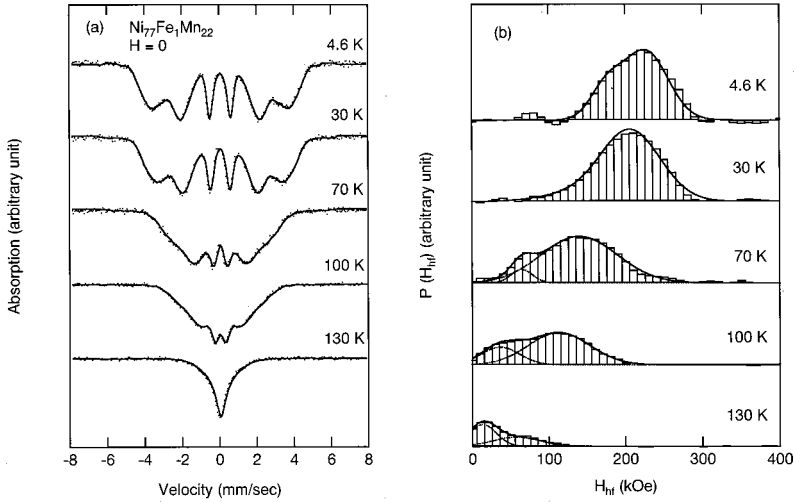 (a)
Ni77Fe1Mn22
H = 0
4.6 K
30 K
70 K
100 K
130 K
Absorption (arbitrary unit)
-8 -6 -4 -2 0 2 4 6 8
Velocity (mm/sec)
(b)
4.6 K
30 K
70 K
100 K
130 K
P (Hhf) (arbitrary unit)
0 100 200 300 400
Hhf (kOe)